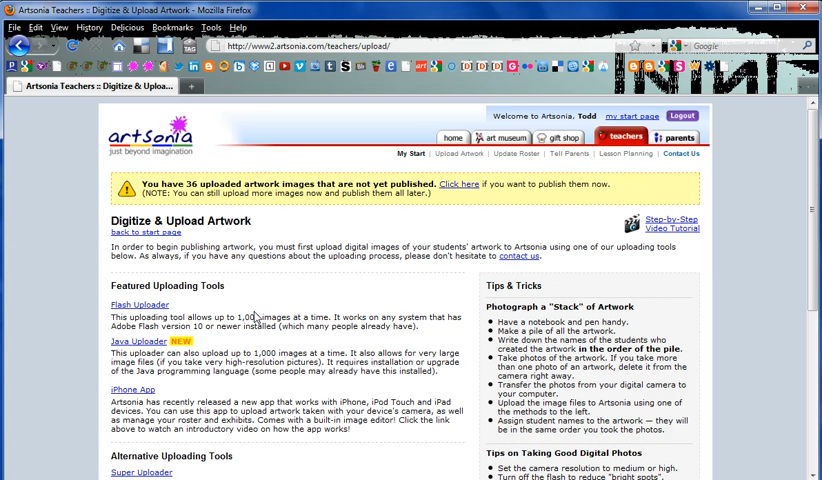 Artsonia Teachers :: Digitize & Upload Artwork - Mozilla Firefox
File Edit View History Delicious Bookmarks Tools Help
http://www2.artsonia.com/teachers/upload/
Google
Artsonia Teachers :: Digitize & Uploa...
Welcome to Artsonia, Todd my start page Logout
artsonia
just beyond imagination
home art museum gift shop teachers parents
My Start | Upload Artwork | Update Roster | Tell Parents | Lesson Planning | Contact Us
You have 36 uploaded artwork images that are not yet published. Click here if you want to publish them now.
(NOTE: You can still upload more images now and publish them all later.)
Digitize & Upload Artwork
back to start page
Step-by-Step
Video Tutorial
In order to begin publishing artwork, you must first upload digital images of your students' artwork to Artsonia using one of our uploading tools
below. As always, if you have any questions about the uploading process, please don't hesitate to contact us.
Featured Uploading Tools
Flash Uploader
This uploading tool allows up to 1,000 images at a time. It works on any system that has
Adobe Flash version 10 or newer installed (which many people already have).
Java Uploader NEW
This uploader can also upload up to 1,000 images at a time. It also allows for very large
image files (if you take very high-resolution pictures). It requires installation or upgrade
of the Java programming language (some people may already have this installed).
iPhone App
Artsonia has recently released a new app that works with iPhone, iPod Touch and iPad
devices. You can use this app to upload artwork taken with your device's camera, as well
as manage your roster and exhibits. Comes with a built-in image editor! Click the link
above to watch an introductory video on how the app works!
Alternative Uploading Tools
Super Uploader
Tips & Tricks
Photograph a "Stack" of Artwork
• Have a notebook and pen handy.
• Make a pile of all the artwork.
• Write down the names of the students who
created the artwork in the order of the pile.
• Take photos of the artwork. If you take more
than one photo of an artwork, delete it from the
camera right away.
• Transfer the photos from your digital camera to
your computer.
• Upload the image files to Artsonia using one of
the methods to the left.
• Assign student names to the artwork — they will
be in the same order you took the photos.
Tips on Taking Good Digital Photos
• Set the camera resolution to medium or high.
• Turn off the flash to reduce "bright spots".